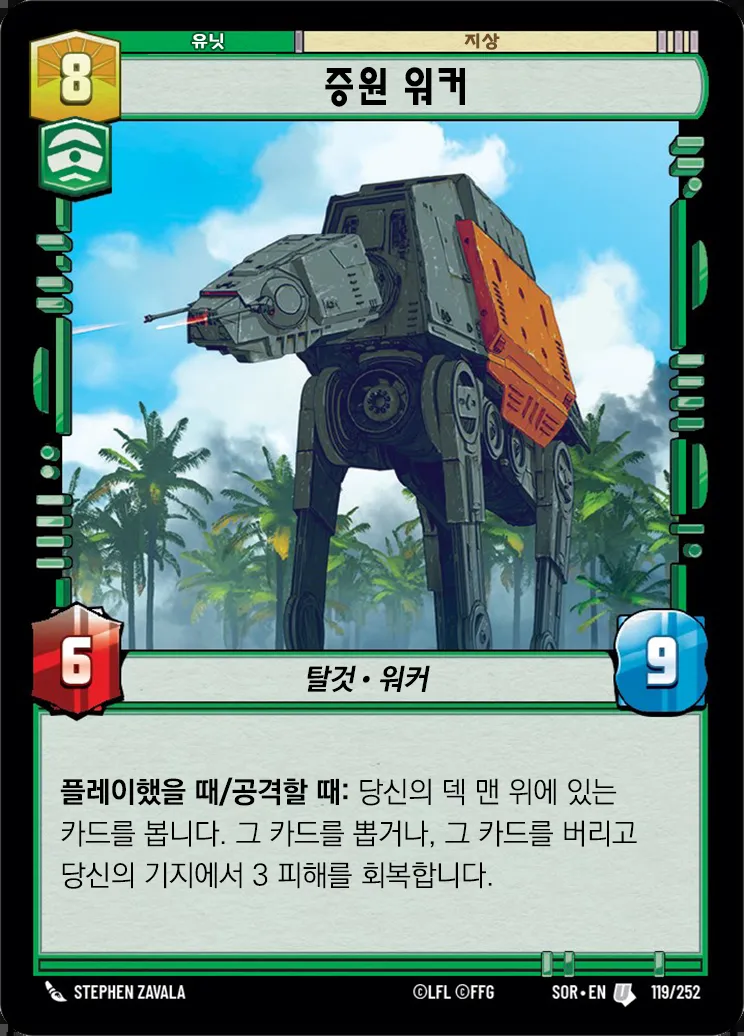 유닛
지상
8
증원 워커
6
탈것 • 워커
9
플레이했을 때/공격할 때: 당신의 덱 맨 위에 있는
카드를 봅니다. 그 카드를 뽑거나, 그 카드를 버리고
당신의 기지에서 3 피해를 회복합니다.
STEPHEN ZAVALA
©LFL ©FFG
SOR • EN U 119/252